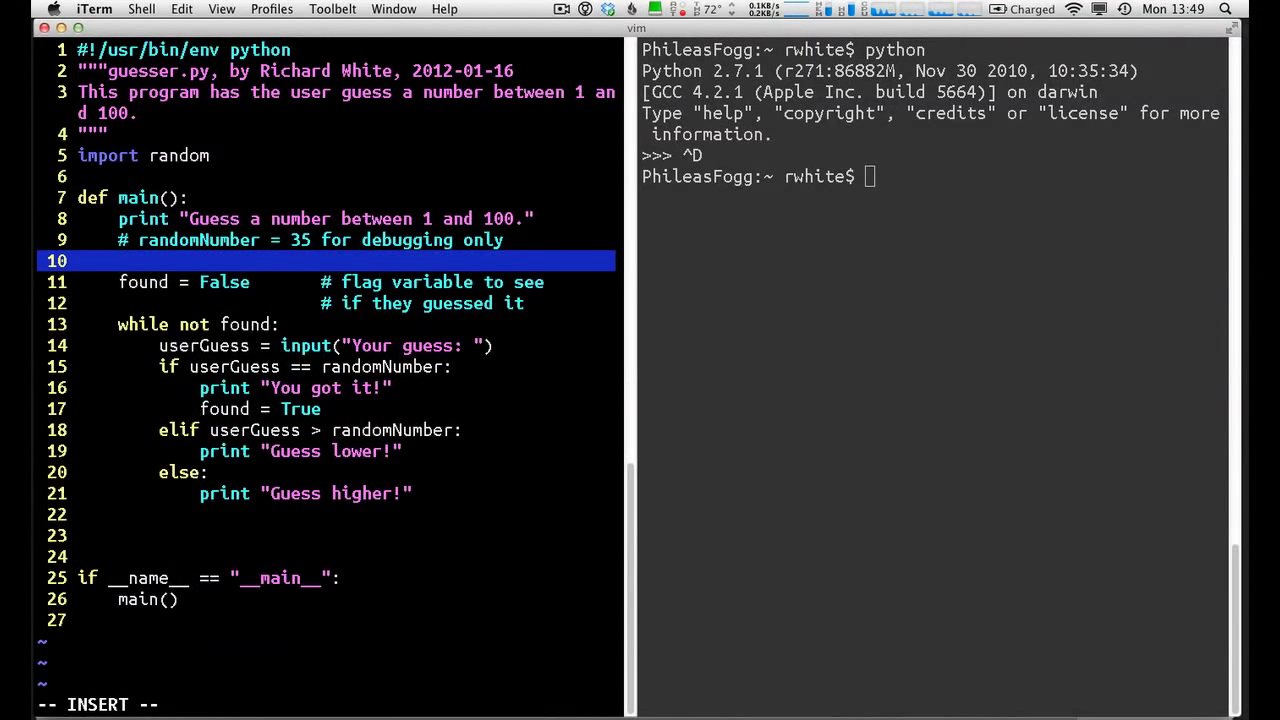 iTerm Shell Edit View Profiles Toolbelt Window Help 72° 0.1KB/s 0.2KB/s Charged Mon 13:49
vim
1 #!/usr/bin/env python
2 """guesser.py, by Richard White, 2012-01-16
3 This program has the user guess a number between 1 an
d 100.
4 """
5 import random
6
7 def main():
8 print "Guess a number between 1 and 100."
9 # randomNumber = 35 for debugging only
10
11 found = False # flag variable to see
12 # if they guessed it
13 while not found:
14 userGuess = input("Your guess: ")
15 if userGuess == randomNumber:
16 print "You got it!"
17 found = True
18 elif userGuess > randomNumber:
19 print "Guess lower!"
20 else:
21 print "Guess higher!"
22
23
24
25 if __name__ == "__main__":
26 main()
27
~
~
~
-- INSERT --
PhileasFogg:~ rwhite$ python
Python 2.7.1 (r271:86882M, Nov 30 2010, 10:35:34)
[GCC 4.2.1 (Apple Inc. build 5664)] on darwin
Type "help", "copyright", "credits" or "license" for more
information.
>>> ^D
PhileasFogg:~ rwhite$